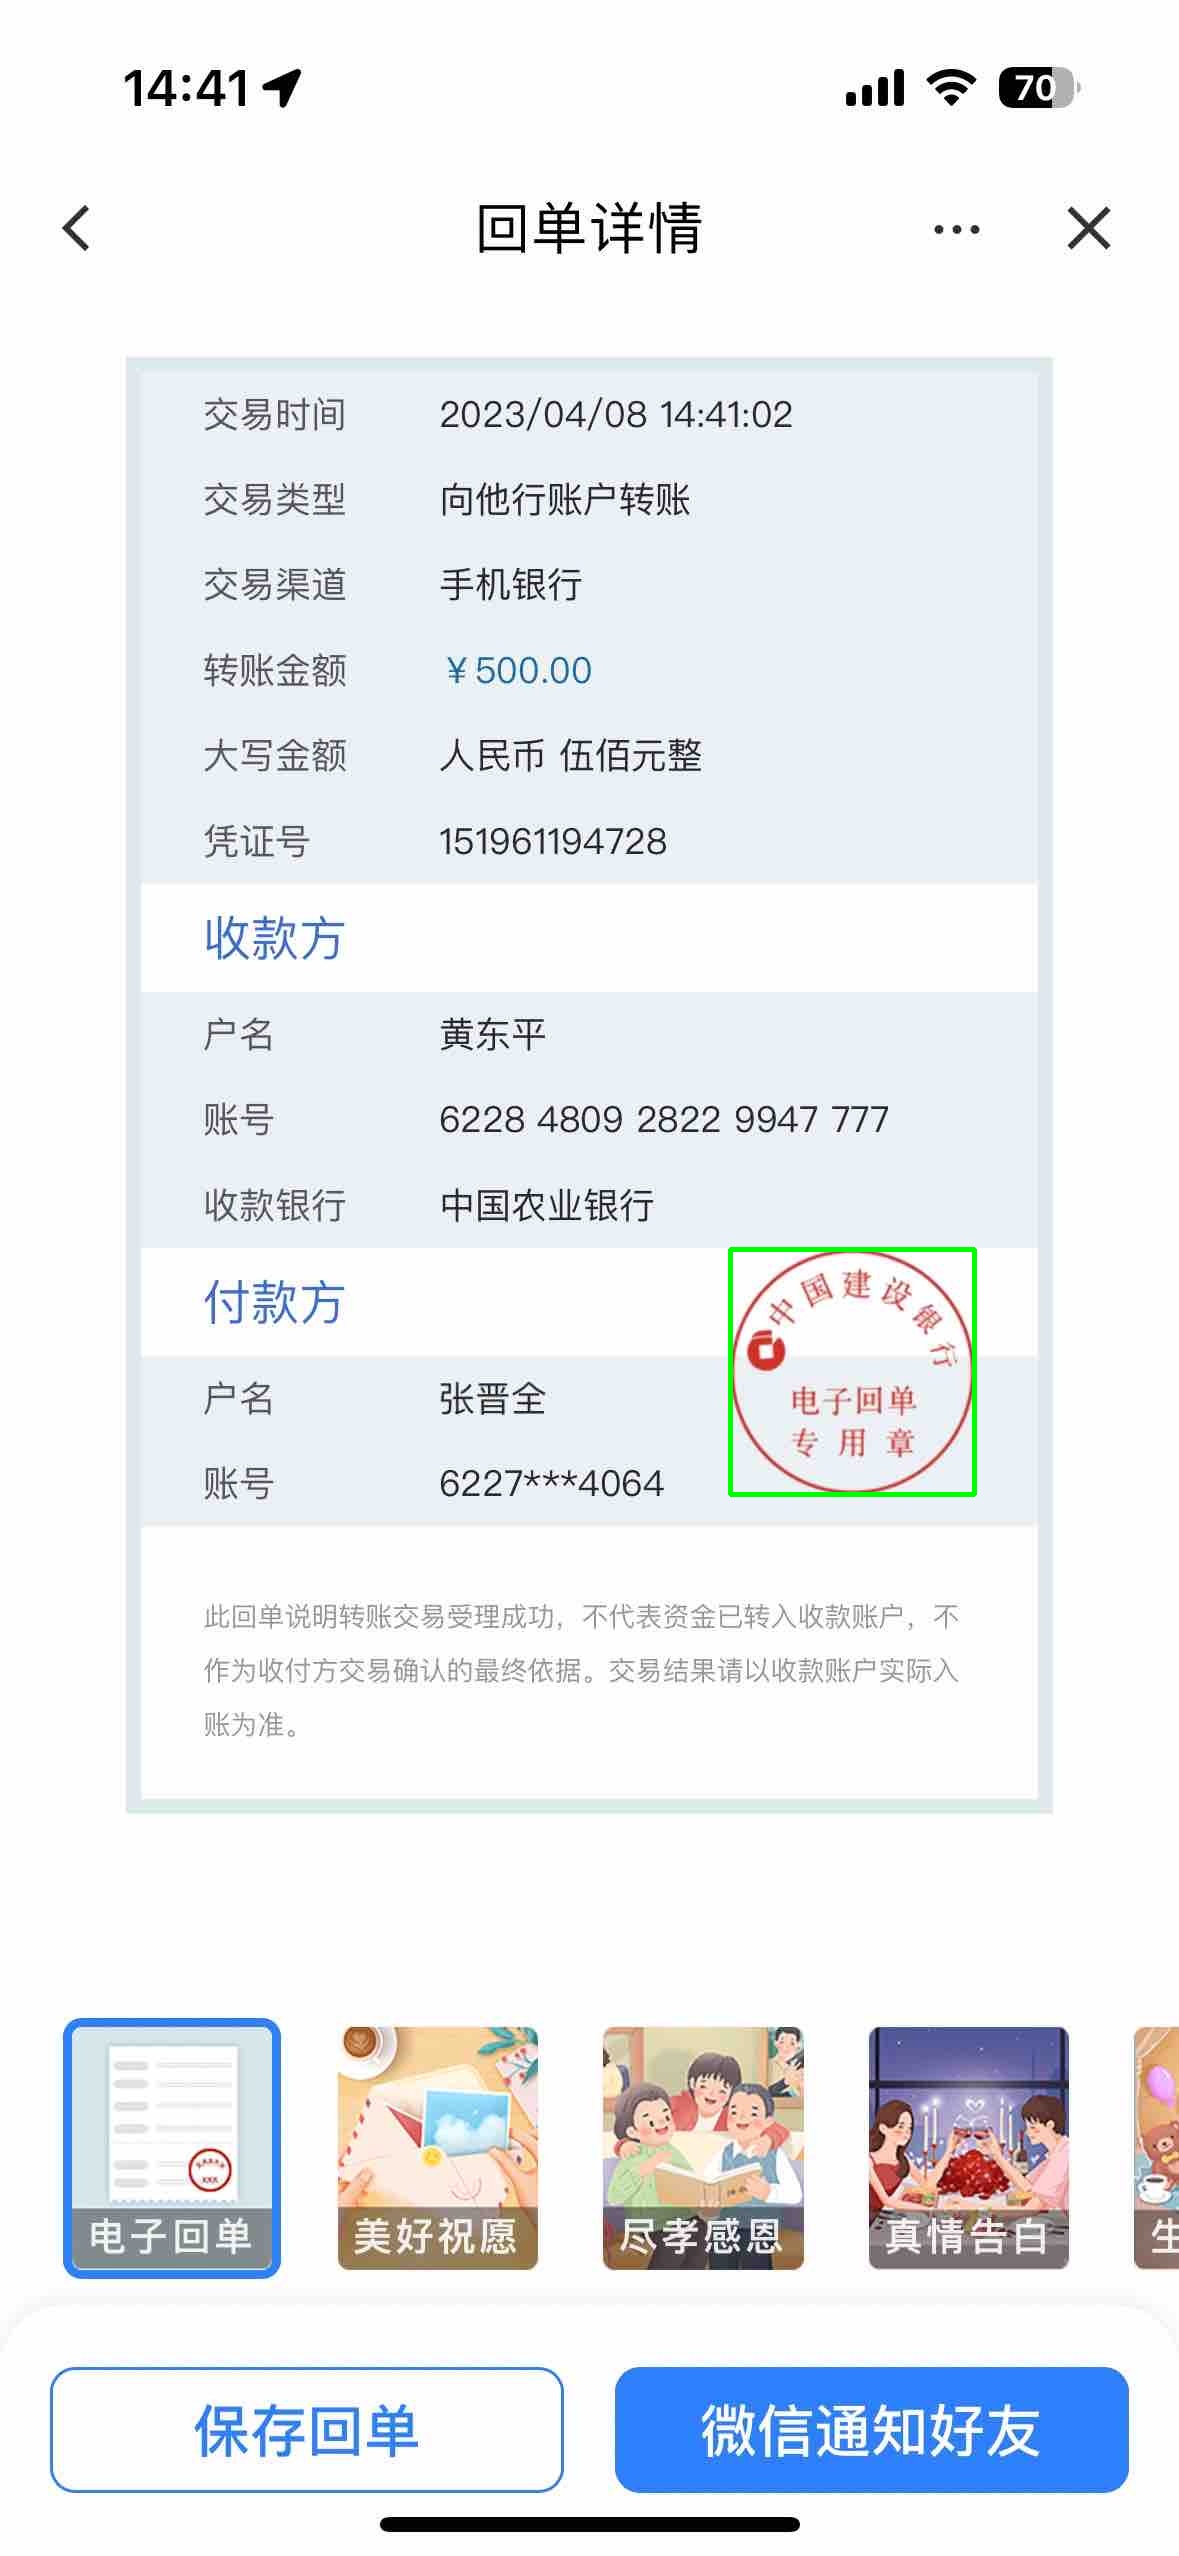 14:41
70
回单详情
交易时间 2023/04/08 14:41:02
交易类型 向他行账户转账
交易渠道 手机银行
转账金额 ¥500.00
大写金额 人民币 伍佰元整
凭证号 151961194728
收款方
户名 黄东平
账号 6228 4809 2822 9947 777
收款银行 中国农业银行
付款方
中国建设银行
电子回单
专用章
户名 张晋全
账号 6227***4064
此回单说明转账交易受理成功，不代表资金已转入收款账户，不
作为收付方交易确认的最终依据。交易结果请以收款账户实际入
账为准。
电子回单 美好祝愿 尽孝感恩 真情告白 生
保存回单 微信通知好友